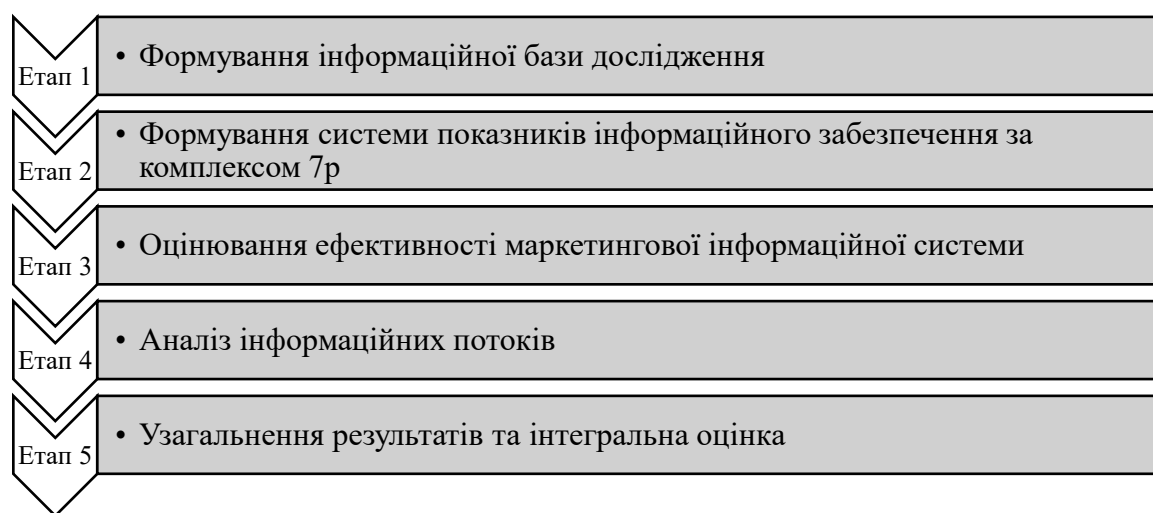 Етап 1
• Формування інформаційної бази дослідження
Етап 2
• Формування системи показників інформаційного забезпечення за
комплексом 7р
Етап 3
• Оцінювання ефективності маркетингової інформаційної системи
Етап 4
• Аналіз інформаційних потоків
Етап 5
• Узагальнення результатів та інтегральна оцінка